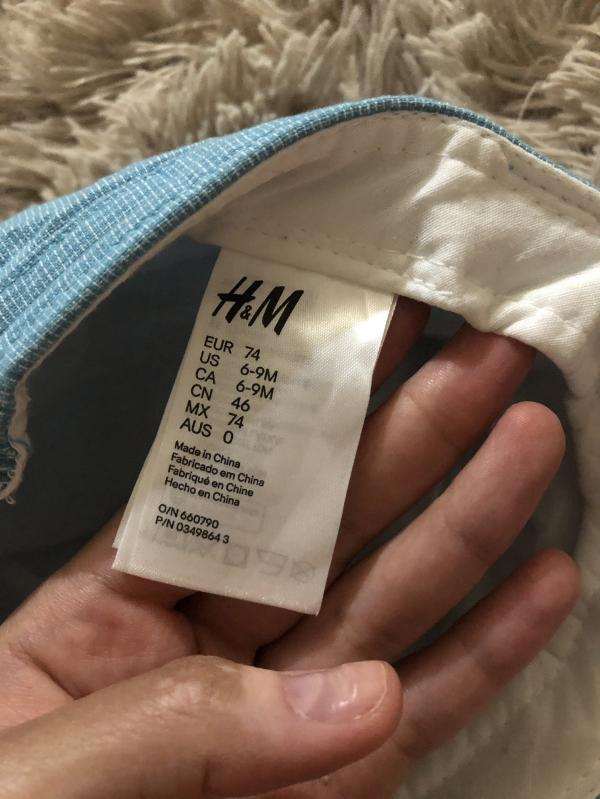 H&M
EUR 74
US 6-9M
CA 6-9M
CN 46
MX 74
AUS 0
Made in China
Fabricado em China
Fabriqué en Chine
Hecho en China
O/N 660790
P/N 0349864 3